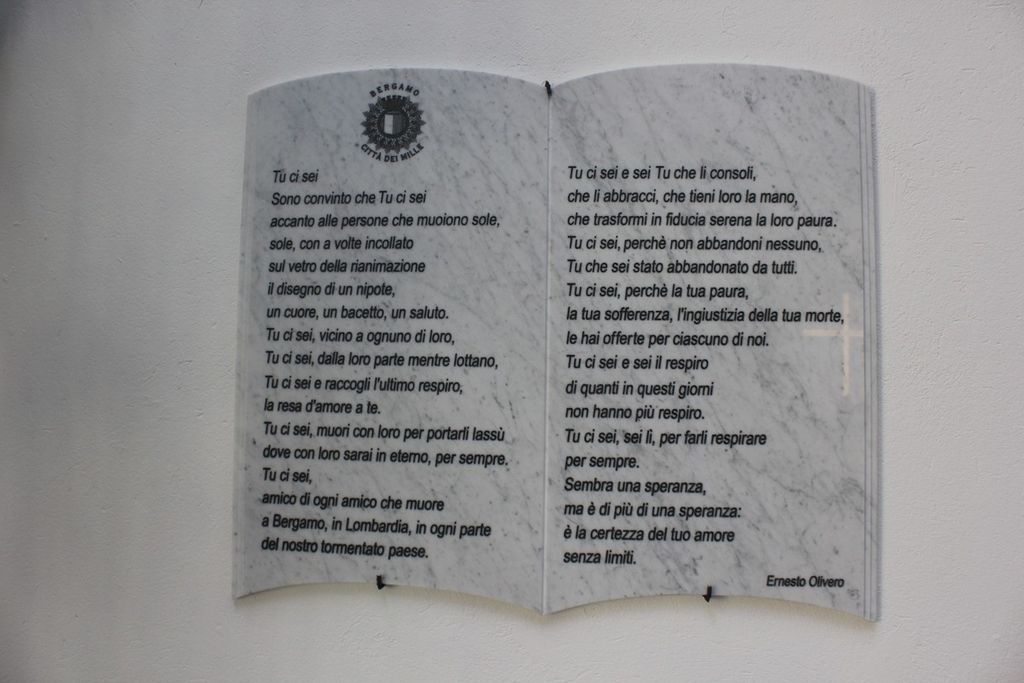 BERGAMO
CITTÀ DEI MILLE
Tu ci sei
Sono convinto che Tu ci sei
accanto alle persone che muoiono sole,
sole, con a volte incollato
sul vetro della rianimazione
il disegno di un nipote,
un cuore, un bacetto, un saluto.
Tu ci sei, vicino a ognuno di loro,
Tu ci sei, dalla loro parte mentre lottano,
Tu ci sei e raccogli l'ultimo respiro,
la resa d'amore a te.
Tu ci sei, muori con loro per portarli lassù
dove con loro sarai in eterno, per sempre.
Tu ci sei,
amico di ogni amico che muore
a Bergamo, in Lombardia, in ogni parte
del nostro tormentato paese.
Tu ci sei e sei Tu che li consoli,
che li abbracci, che tieni loro la mano,
che trasformi in fiducia serena la loro paura.
Tu ci sei, perchè non abbandoni nessuno,
Tu che sei stato abbandonato da tutti.
Tu ci sei, perchè la tua paura,
la tua sofferenza, l'ingiustizia della tua morte,
le hai offerte per ciascuno di noi.
Tu ci sei e sei il respiro
di quanti in questi giorni
non hanno più respiro.
Tu ci sei, sei lì, per farli respirare
per sempre.
Sembra una speranza,
ma è di più di una speranza:
è la certezza del tuo amore
senza limiti.
Ernesto Olivero